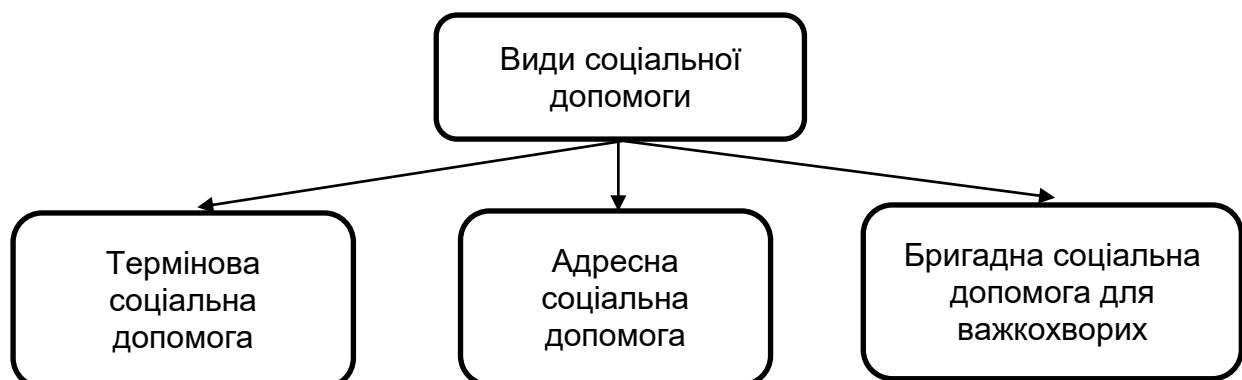 Види соціальної
допомоги
Термінова
соціальна
допомога
Адресна
соціальна
допомога
Бригадна соціальна
допомога для
важкохворих